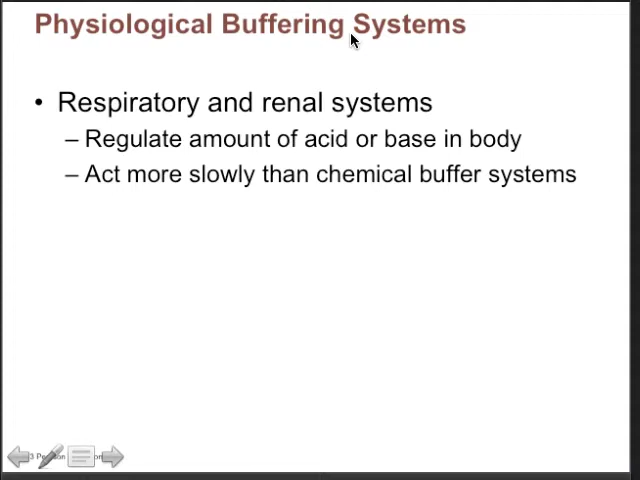 Physiological Buffering Systems
• Respiratory and renal systems
– Regulate amount of acid or base in body
– Act more slowly than chemical buffer systems